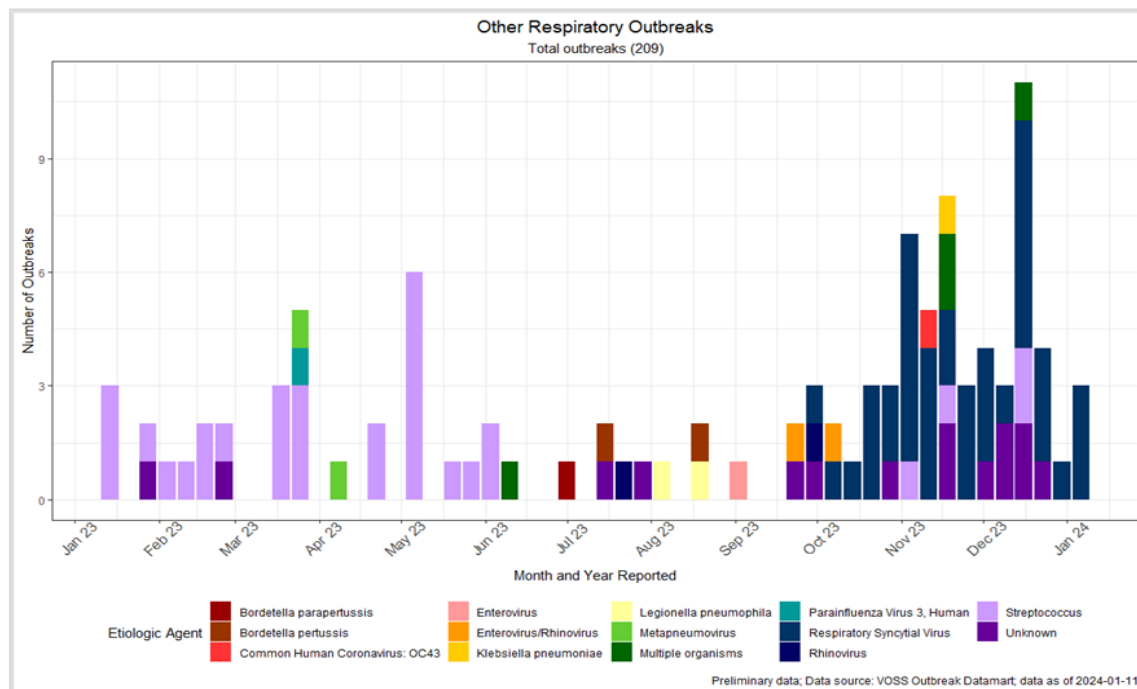 Other Respiratory Outbreaks
Total outbreaks (209)
Number of Outbreaks
9
6
3
0
Jan 23 Feb 23 Mar 23 Apr 23 May 23 Jun 23 Jul 23 Aug 23 Sep 23 Oct 23 Nov 23 Dec 23 Jan 24
Month and Year Reported
Etiologic Agent
Bordetella parapertussis
Bordetella pertussis
Common Human Coronavirus: OC43
Enterovirus
Enterovirus/Rhinovirus
Klebsiella pneumoniae
Legionella pneumophila
Metapneumovirus
Multiple organisms
Parainfluenza Virus 3, Human
Respiratory Syncytial Virus
Rhinovirus
Streptococcus
Unknown
Preliminary data; Data source: VOSS Outbreak Datamart; data as of 2024-01-11